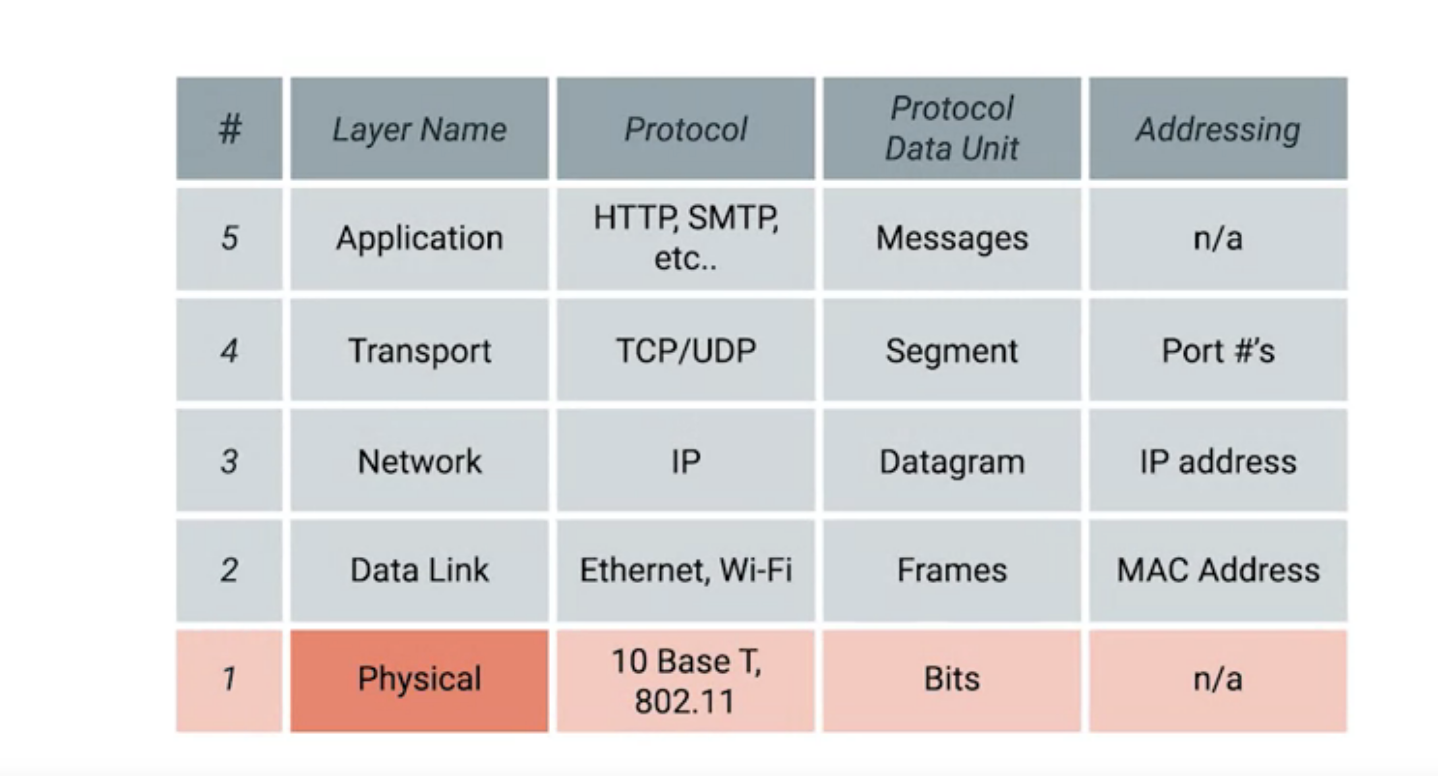 # Layer Name Protocol Protocol Data Unit Addressing
5 Application HTTP, SMTP, etc.. Messages n/a
4 Transport TCP/UDP Segment Port #'s
3 Network IP Datagram IP address
2 Data Link Ethernet, Wi-Fi Frames MAC Address
1 Physical 10 Base T, 802.11 Bits n/a